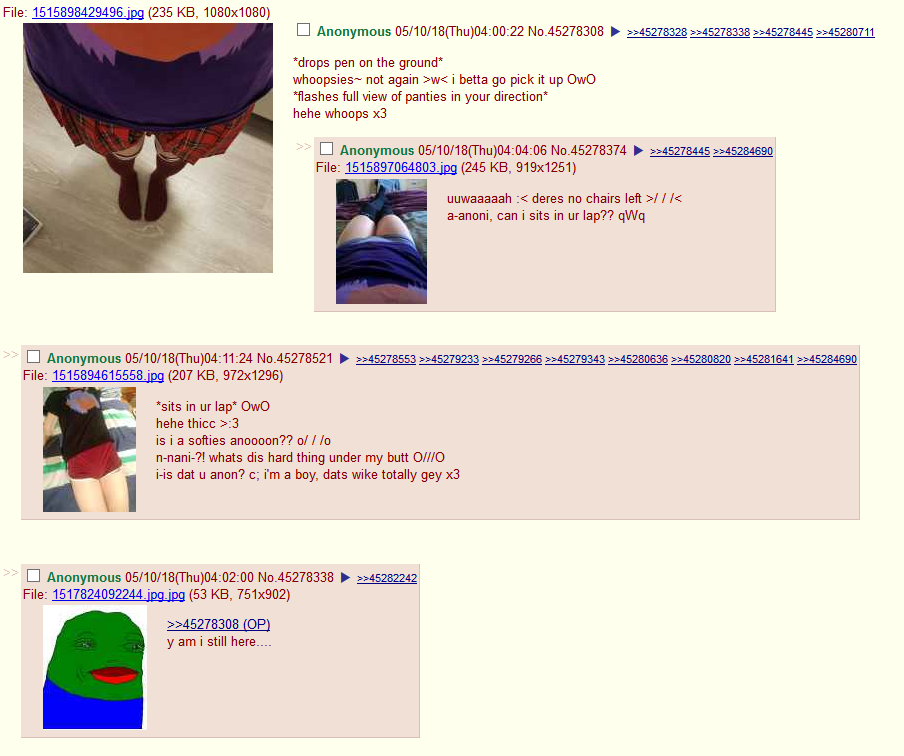 File: 1515898429496.jpg (235 KB, 1080x1080)
Anonymous 05/10/18(Thu)04:00:22 No.45278308 ▶ >>45278328 >>45278338 >>45278445 >>45280711
*drops pen on the ground*
whoopsies~ not again >w< i betta go pick it up OwO
*flashes full view of panties in your direction*
hehe whoops x3
>> Anonymous 05/10/18(Thu)04:04:06 No.45278374 ▶ >>45278445 >>45284690
File: 1515897064803.jpg (245 KB, 919x1251)
uuwaaaaah :< deres no chairs left >/ / /<
a-anoni, can i sits in ur lap?? qWq
>> Anonymous 05/10/18(Thu)04:11:24 No.45278521 ▶ >>45278553 >>45279233 >>45279266 >>45279343 >>45280636 >>45280820 >>45281641 >>45284690
File: 1515894615558.jpg (207 KB, 972x1296)
*sits in ur lap* OwO
hehe thicc >:3
is i a softies anoooon?? o/ / /o
n-nani-?! whats dis hard thing under my butt O///O
i-is dat u anon? c; i'm a boy, dats wike totally gey x3
>> Anonymous 05/10/18(Thu)04:02:00 No.45278338 ▶ >>45282242
File: 1517824092244.jpg.jpg (53 KB, 751x902)
>>45278308 (OP)
y am i still here....